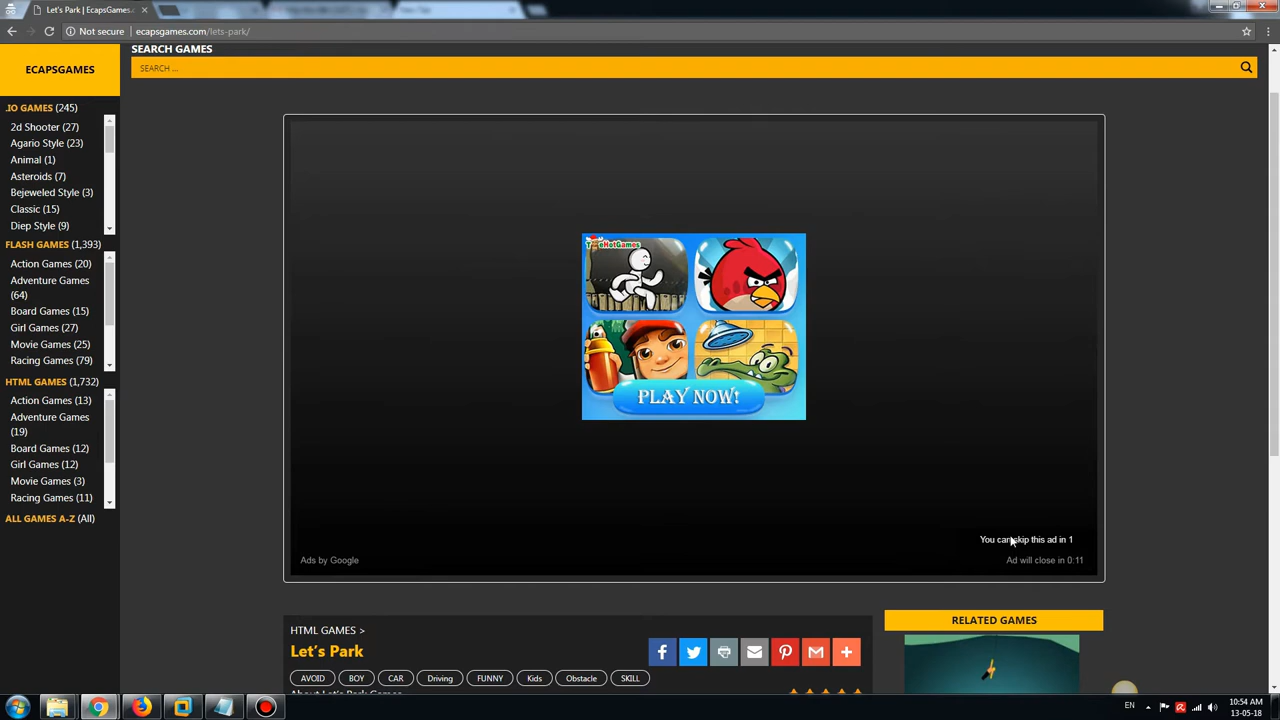 Let's Park | EcapsGames.
Not secure | ecapsgames.com/lets-park/
SEARCH GAMES
SEARCH ...
ECAPSGAMES
.IO GAMES (245)
2d Shooter (27)
Agario Style (23)
Animal (1)
Asteroids (7)
Bejeweled Style (3)
Classic (15)
Diep Style (9)
FLASH GAMES (1,393)
Action Games (20)
Adventure Games
(64)
Board Games (15)
Girl Games (27)
Movie Games (25)
Racing Games (79)
HTML GAMES (1,732)
Action Games (13)
Adventure Games
(19)
Board Games (12)
Girl Games (12)
Movie Games (3)
Racing Games (11)
ALL GAMES A-Z (All)
PLAY NOW!
You can skip this ad in 1
Ads by Google
Ad will close in 0:11
HTML GAMES >
Let's Park
AVOID BOY CAR Driving FUNNY Kids Obstacle SKILL
About Let's Park Games
RELATED GAMES
EN
10:54 AM
13-05-18